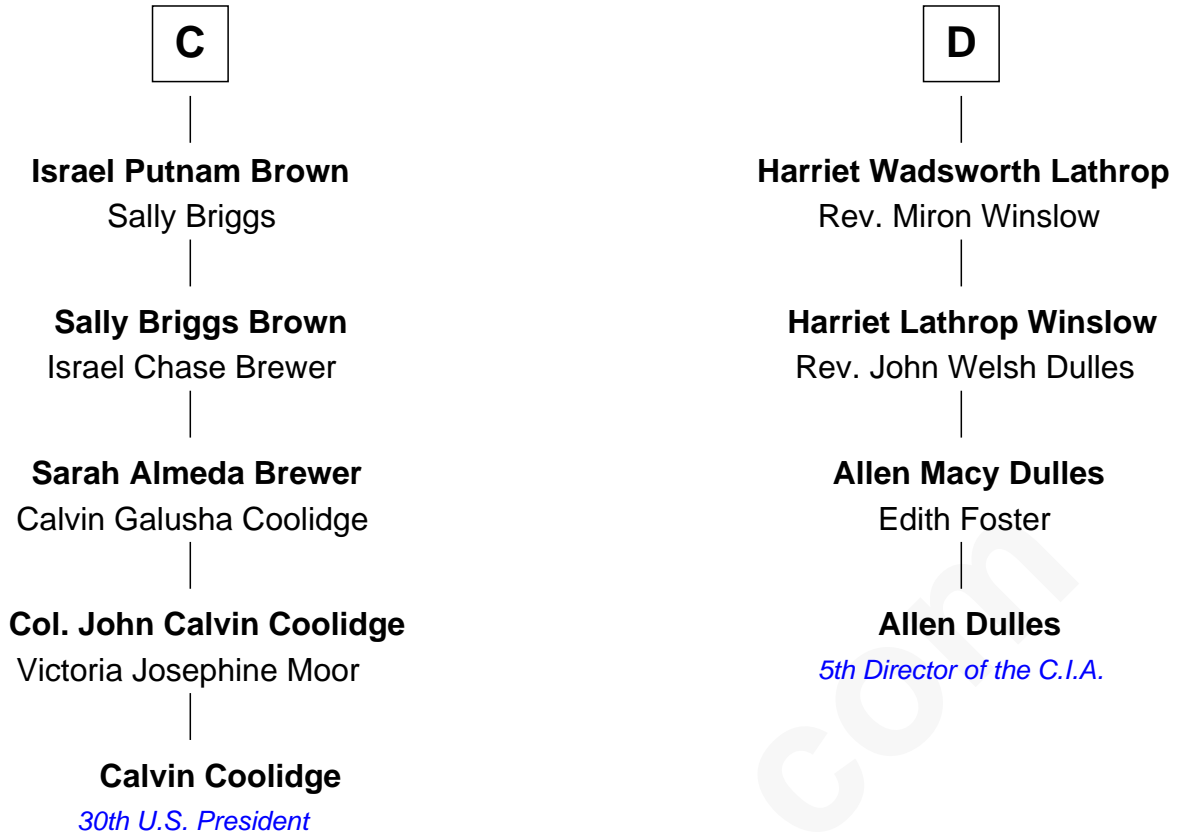 C
Israel Putnam Brown
Sally Briggs
Sally Briggs Brown
Israel Chase Brewer
Sarah Almeda Brewer
Calvin Galusha Coolidge
Col. John Calvin Coolidge
Victoria Josephine Moor
Calvin Coolidge
30th U.S. President
D
Harriet Wadsworth Lathrop
Rev. Miron Winslow
Harriet Lathrop Winslow
Rev. John Welsh Dulles
Allen Macy Dulles
Edith Foster
Allen Dulles
5th Director of the C.I.A.
com